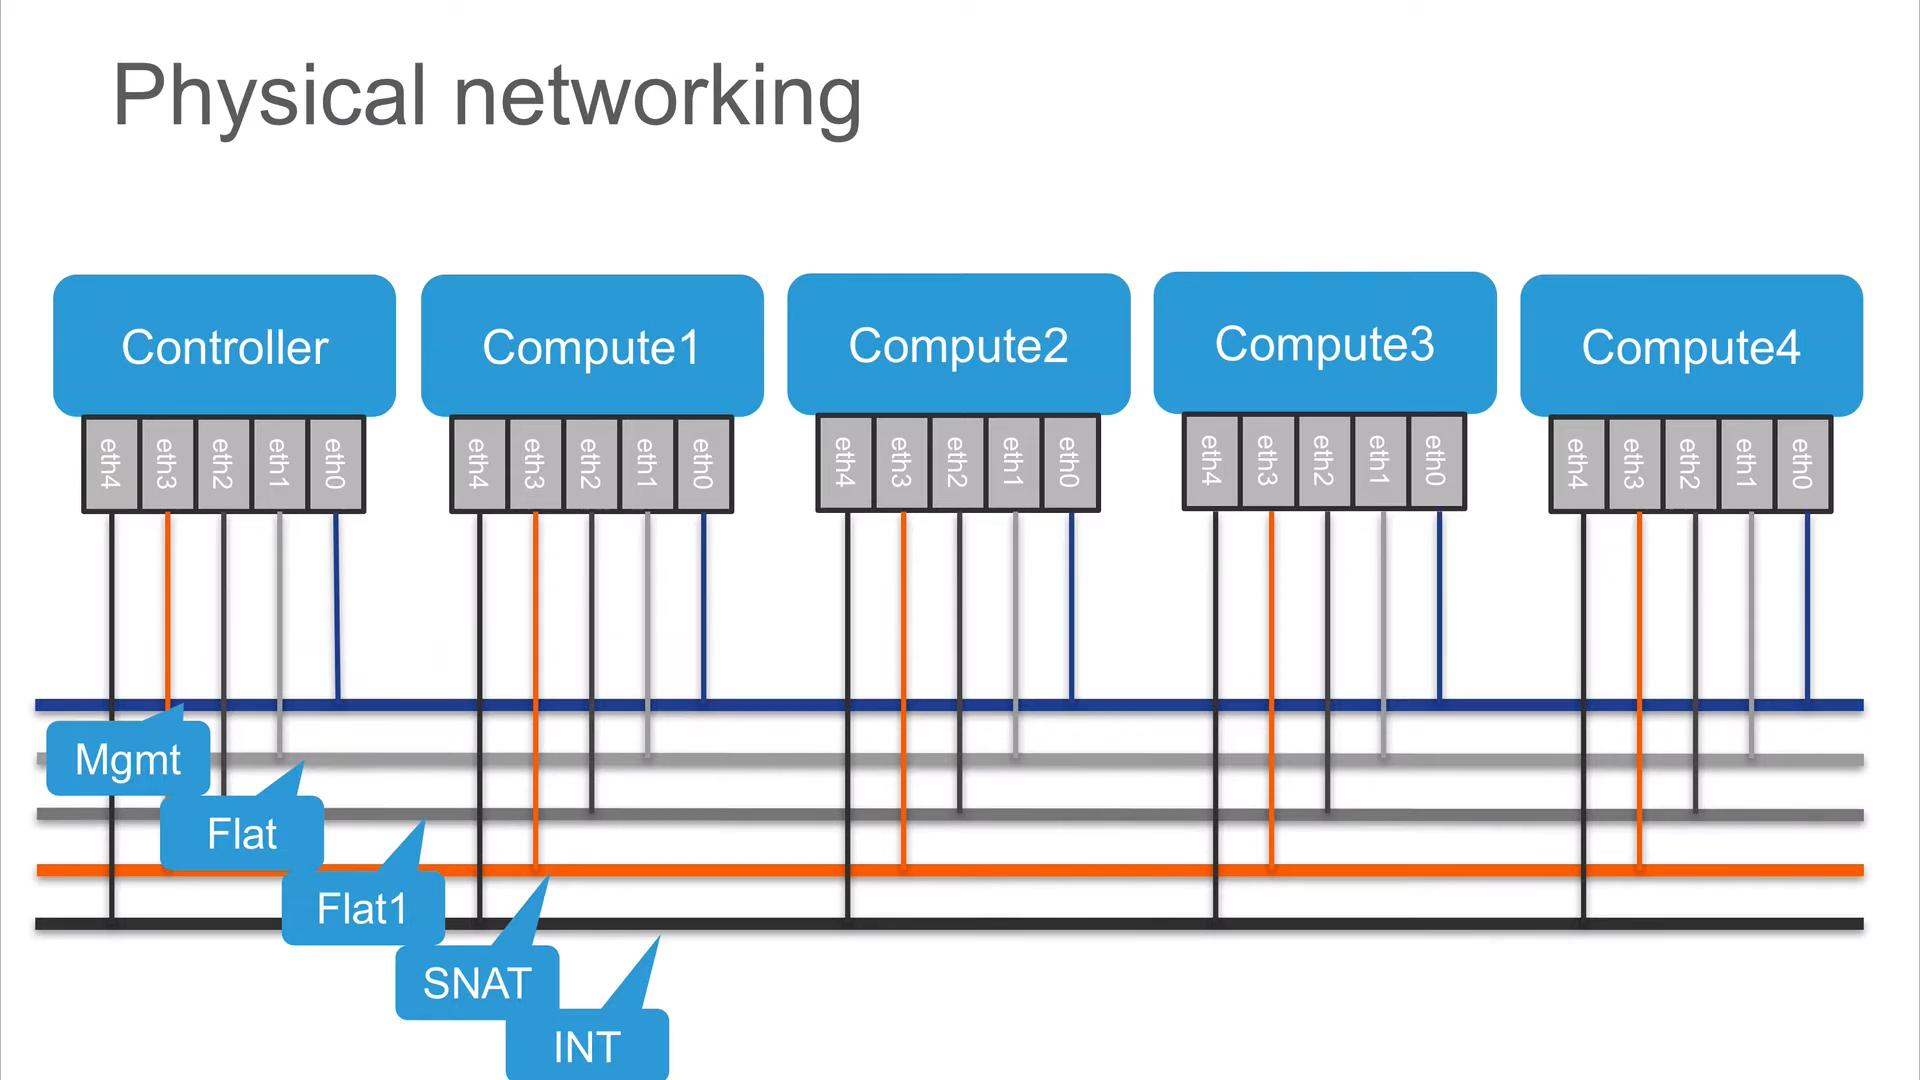 Physical networking
Controller
Compute1
Compute2
Compute3
Compute4
eth4 eth3 eth2 eth1 eth0
eth4 eth3 eth2 eth1 eth0
eth4 eth3 eth2 eth1 eth0
eth4 eth3 eth2 eth1 eth0
eth4 eth3 eth2 eth1 eth0
Mgmt
Flat
Flat1
SNAT
INT